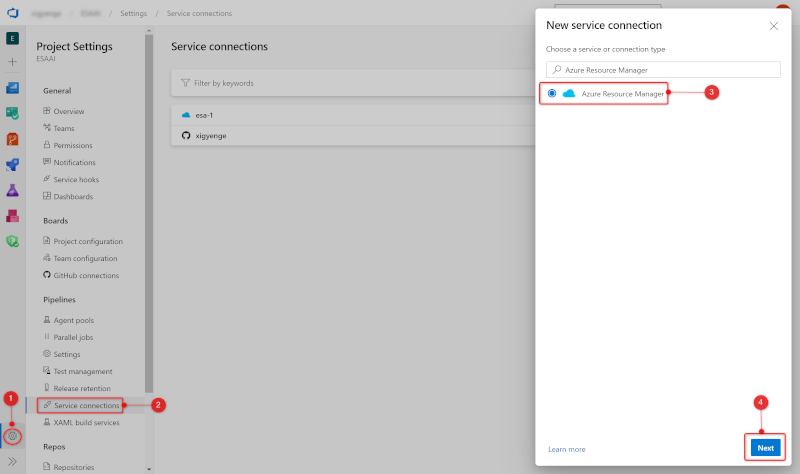 xigyenge / ESAAI / Settings / Service connections
E
Project Settings
ESAAI
General
Overview
Teams
Permissions
Notifications
Service hooks
Dashboards
Boards
Project configuration
Team configuration
GitHub connections
Pipelines
Agent pools
Parallel jobs
Settings
Test management
Release retention
Service connections
XAML build services
Repos
Repositories
1
2
Service connections
Filter by keywords
esa-1
xigyenge
New service connection
Choose a service or connection type
Azure Resource Manager
Azure Resource Manager
3
4
Learn more
Next